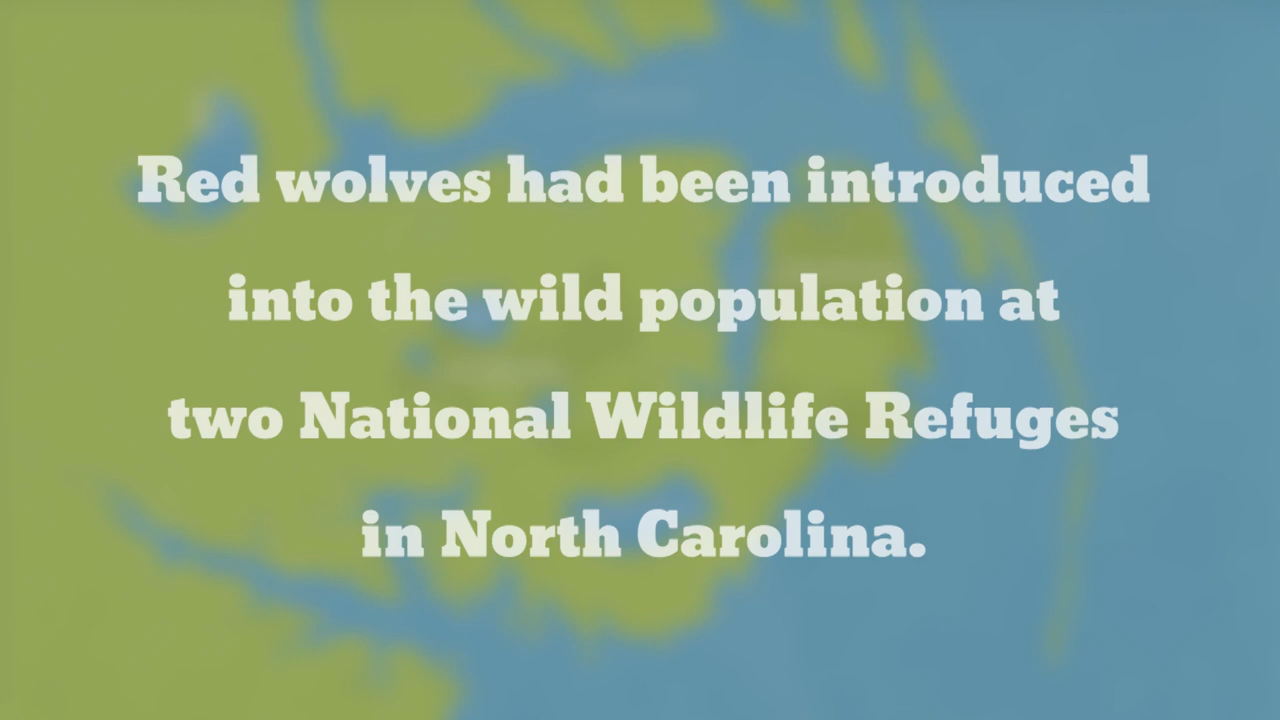 Red wolves had been introduced
into the wild population at
two National Wildlife Refuges
in North Carolina.